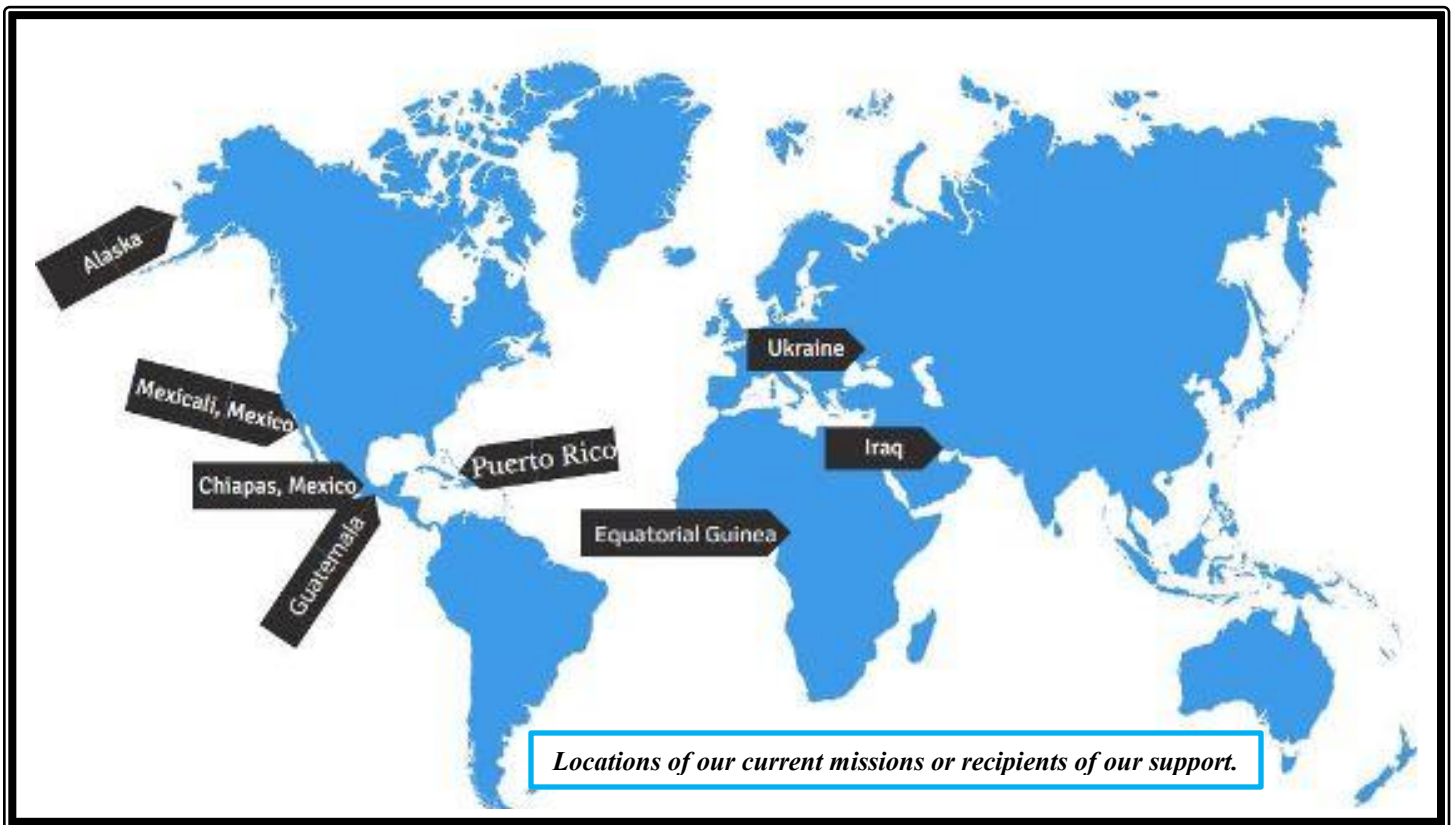 Alaska
Ukraine
Mexicali, Mexico
Iraq
Puerto Rico
Chiapas, Mexico
Equatorial Guinea
Guatemala
Locations of our current missions or recipients of our support.